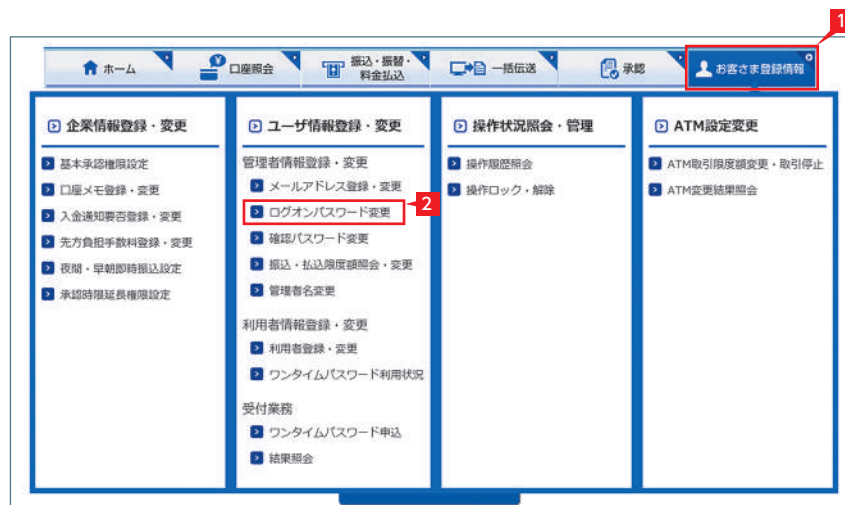 1
ホーム
口座照会
振込・振替・
料金払込
一括伝送
承認
お客さま登録情報
企業情報登録・変更
基本承認権限設定
口座メモ登録・変更
入金通知要否登録・変更
先方負担手数料登録・変更
夜間・早朝即時振込設定
承認時限延長権限設定
ユーザ情報登録・変更
管理者情報登録・変更
メールアドレス登録・変更
ログオンパスワード変更
2
確認パスワード変更
振込・払込限度額照会・変更
管理者名変更
利用者情報登録・変更
利用者登録・変更
ワンタイムパスワード利用状況
受付業務
ワンタイムパスワード申込
結果照会
操作状況照会・管理
操作履歴照会
操作ロック・解除
ATM設定変更
ATM取引限度額変更・取引停止
ATM変更結果照会